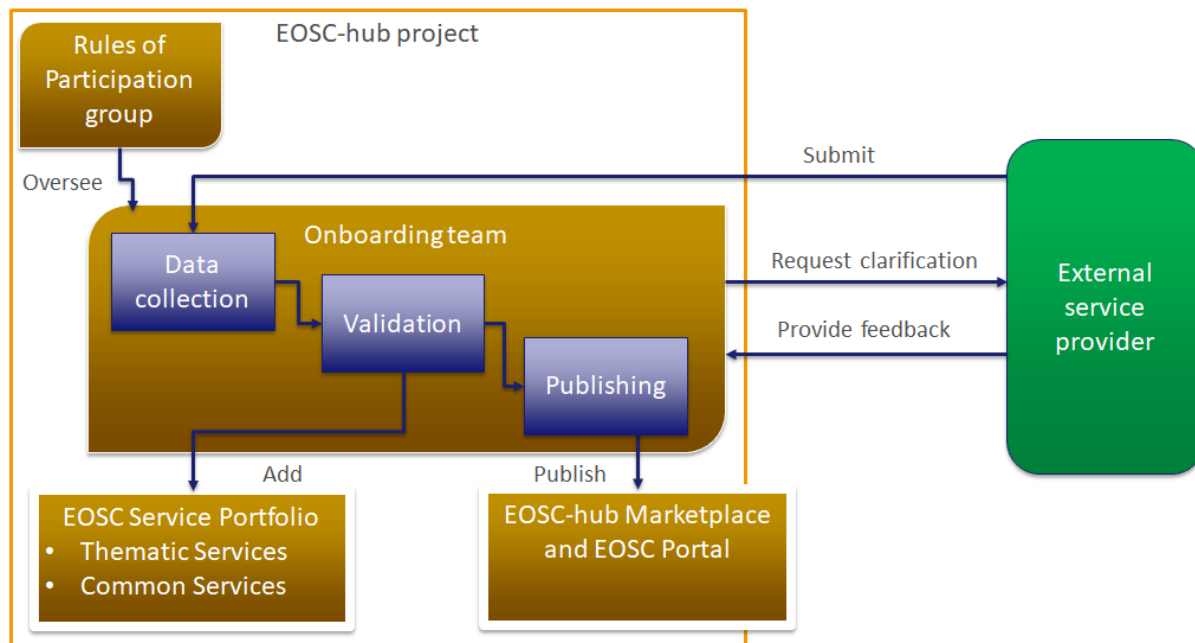 EOSC-hub project
Rules of
Participation
group
Submit
Oversee
Onboarding team
Data
collection
Request clarification
External
service
provider
Validation
Provide feedback
Publishing
Add
Publish
EOSC Service Portfolio
• Thematic Services
• Common Services
EOSC-hub Marketplace
and EOSC Portal